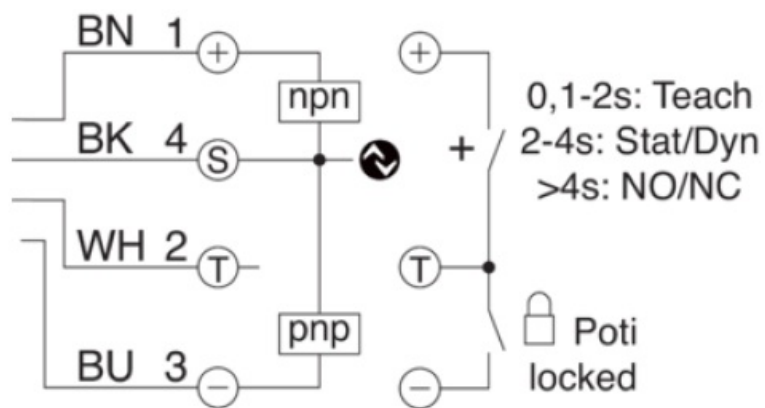 BN 1 +
npn
BK 4 S
WH 2 T
pnp
BU 3 −
+
+
0,1-2s: Teach
2-4s: Stat/Dyn
>4s: NO/NC
T
Poti
locked
−